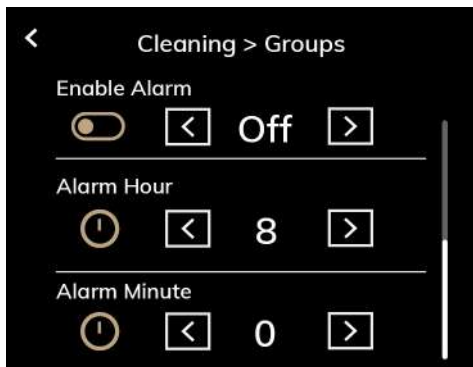 Cleaning > Groups
Enable Alarm
Off
Alarm Hour
8
Alarm Minute
0